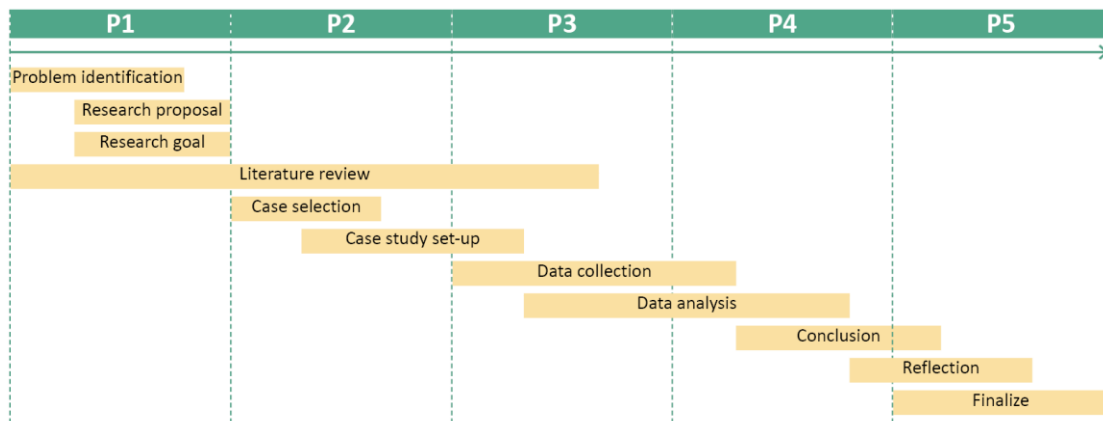 P1 P2 P3 P4 P5
Problem identification
Research proposal
Research goal
Literature review
Case selection
Case study set-up
Data collection
Data analysis
Conclusion
Reflection
Finalize